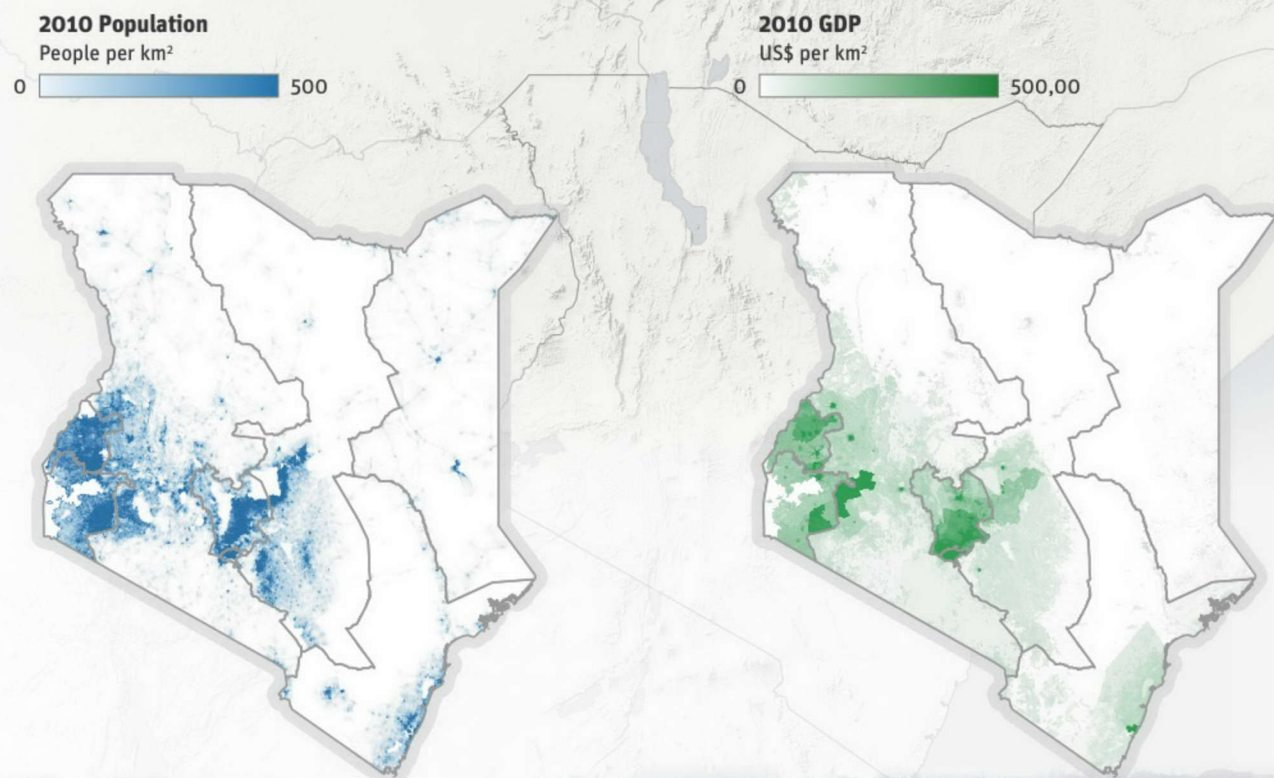 2010 Population
People per km²
0 500
2010 GDP
US$ per km²
0 500,00